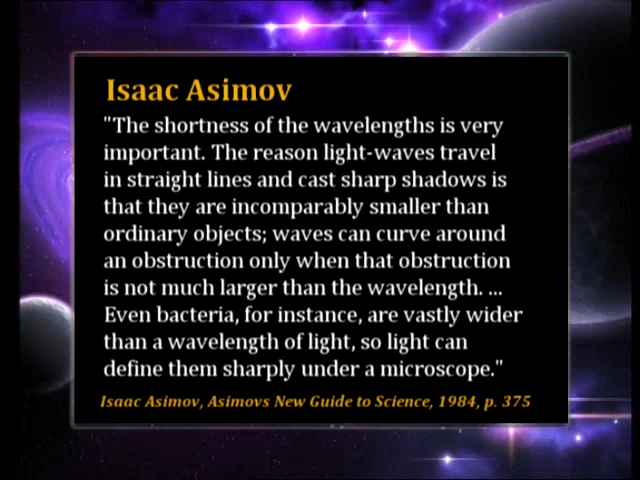 Isaac Asimov
"The shortness of the wavelengths is very
important. The reason light-waves travel
in straight lines and cast sharp shadows is
that they are incomparably smaller than
ordinary objects; waves can curve around
an obstruction only when that obstruction
is not much larger than the wavelength. ...
Even bacteria, for instance, are vastly wider
than a wavelength of light, so light can
define them sharply under a microscope."
Isaac Asimov, Asimovs New Guide to Science, 1984, p. 375